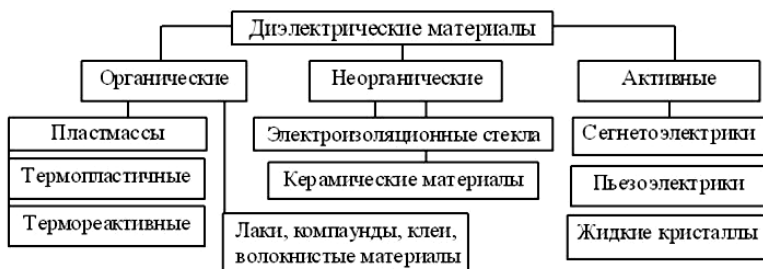 Диэлектрические материалы
Органические
Неорганические
Активные
Пластмассы
Термопластичные
Термореактивные
Лаки, компаунды, клеи,
волокнистые материалы
Электроизоляционные стекла
Керамические материалы
Сегнетоэлектрики
Пьезоэлектрики
Жидкие кристаллы